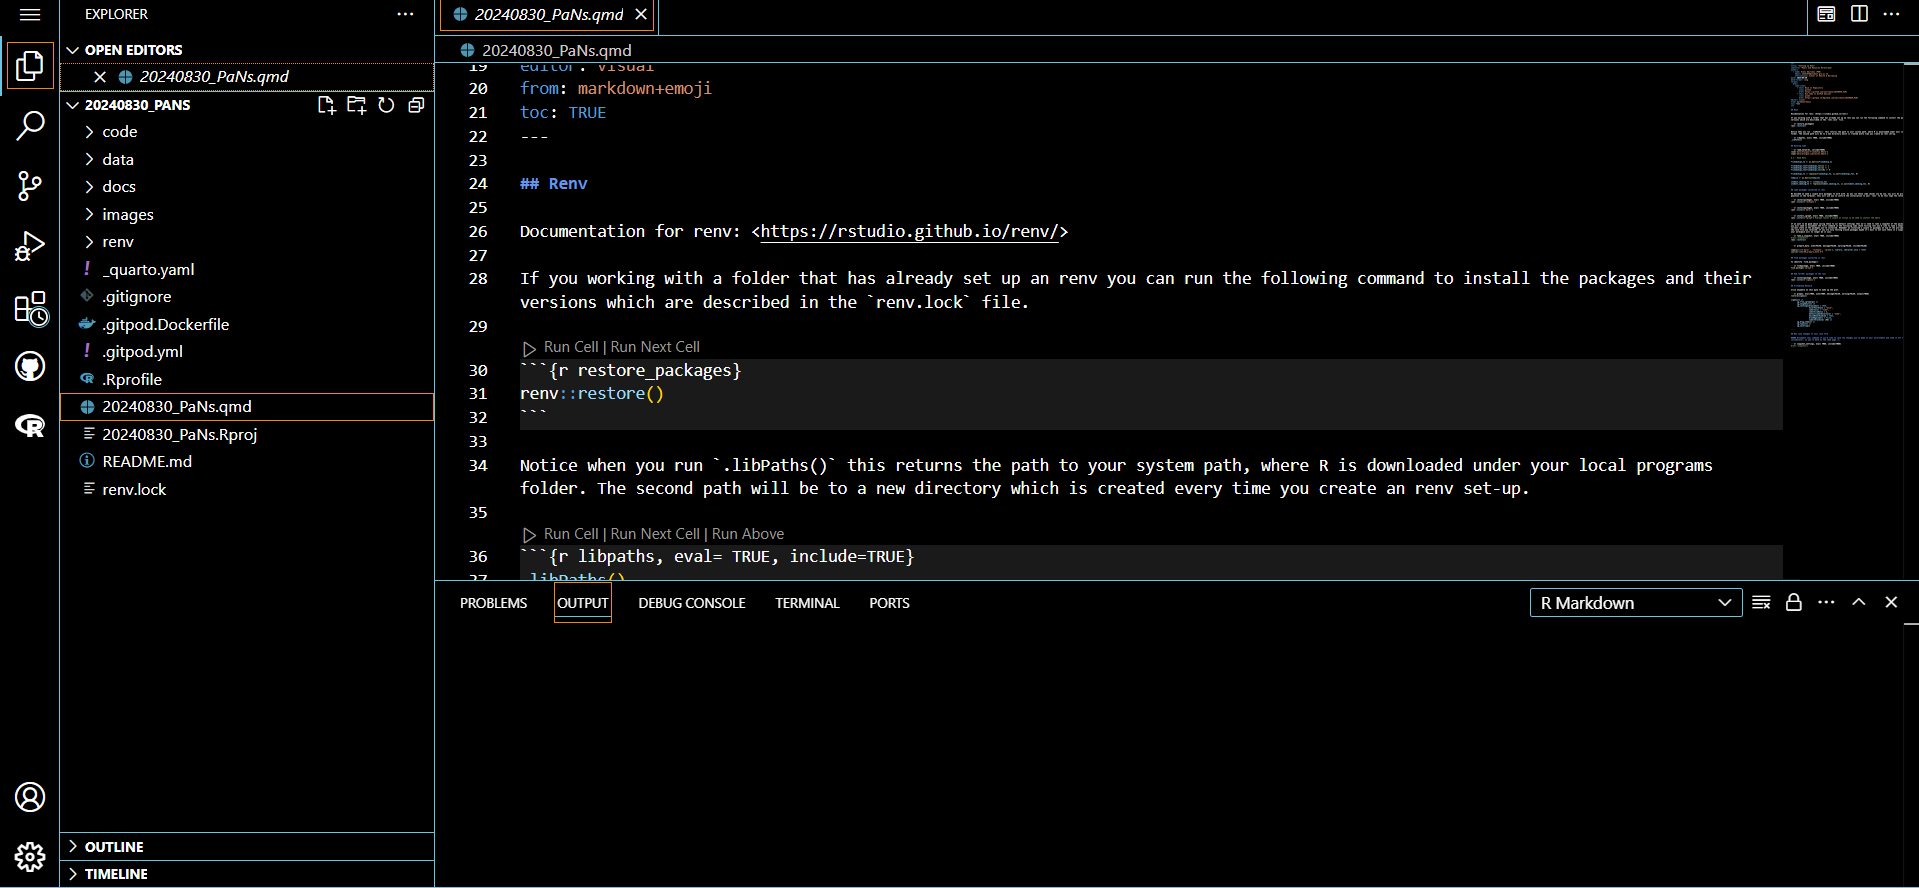 EXPLORER
OPEN EDITORS
20240830_PaNs.qmd
20240830_PANS
code
data
docs
images
renv
! _quarto.yaml
.gitignore
.gitpod.Dockerfile
! .gitpod.yml
.Rprofile
20240830_PaNs.qmd
20240830_PaNs.Rproj
README.md
renv.lock
OUTLINE
TIMELINE
20240830_PaNs.qmd
20240830_PaNs.qmd
19 editor: visual
20 from: markdown+emoji
21 toc: TRUE
22 ---
23
24 ## Renv
25
26 Documentation for renv: <https://rstudio.github.io/renv/>
27
28 If you working with a folder that has already set up an renv you can run the following command to install the packages and their
versions which are described in the `renv.lock` file.
29
Run Cell | Run Next Cell
30 ```{r restore_packages}
31 renv::restore()
32 ```
33
34 Notice when you run `.libPaths()` this returns the path to your system path, where R is downloaded under your local programs
folder. The second path will be to a new directory which is created every time you create an renv set-up.
35
Run Cell | Run Next Cell | Run Above
36 ```{r libpaths, eval= TRUE, include=TRUE}
37 .libPaths()
PROBLEMS OUTPUT DEBUG CONSOLE TERMINAL PORTS
R Markdown